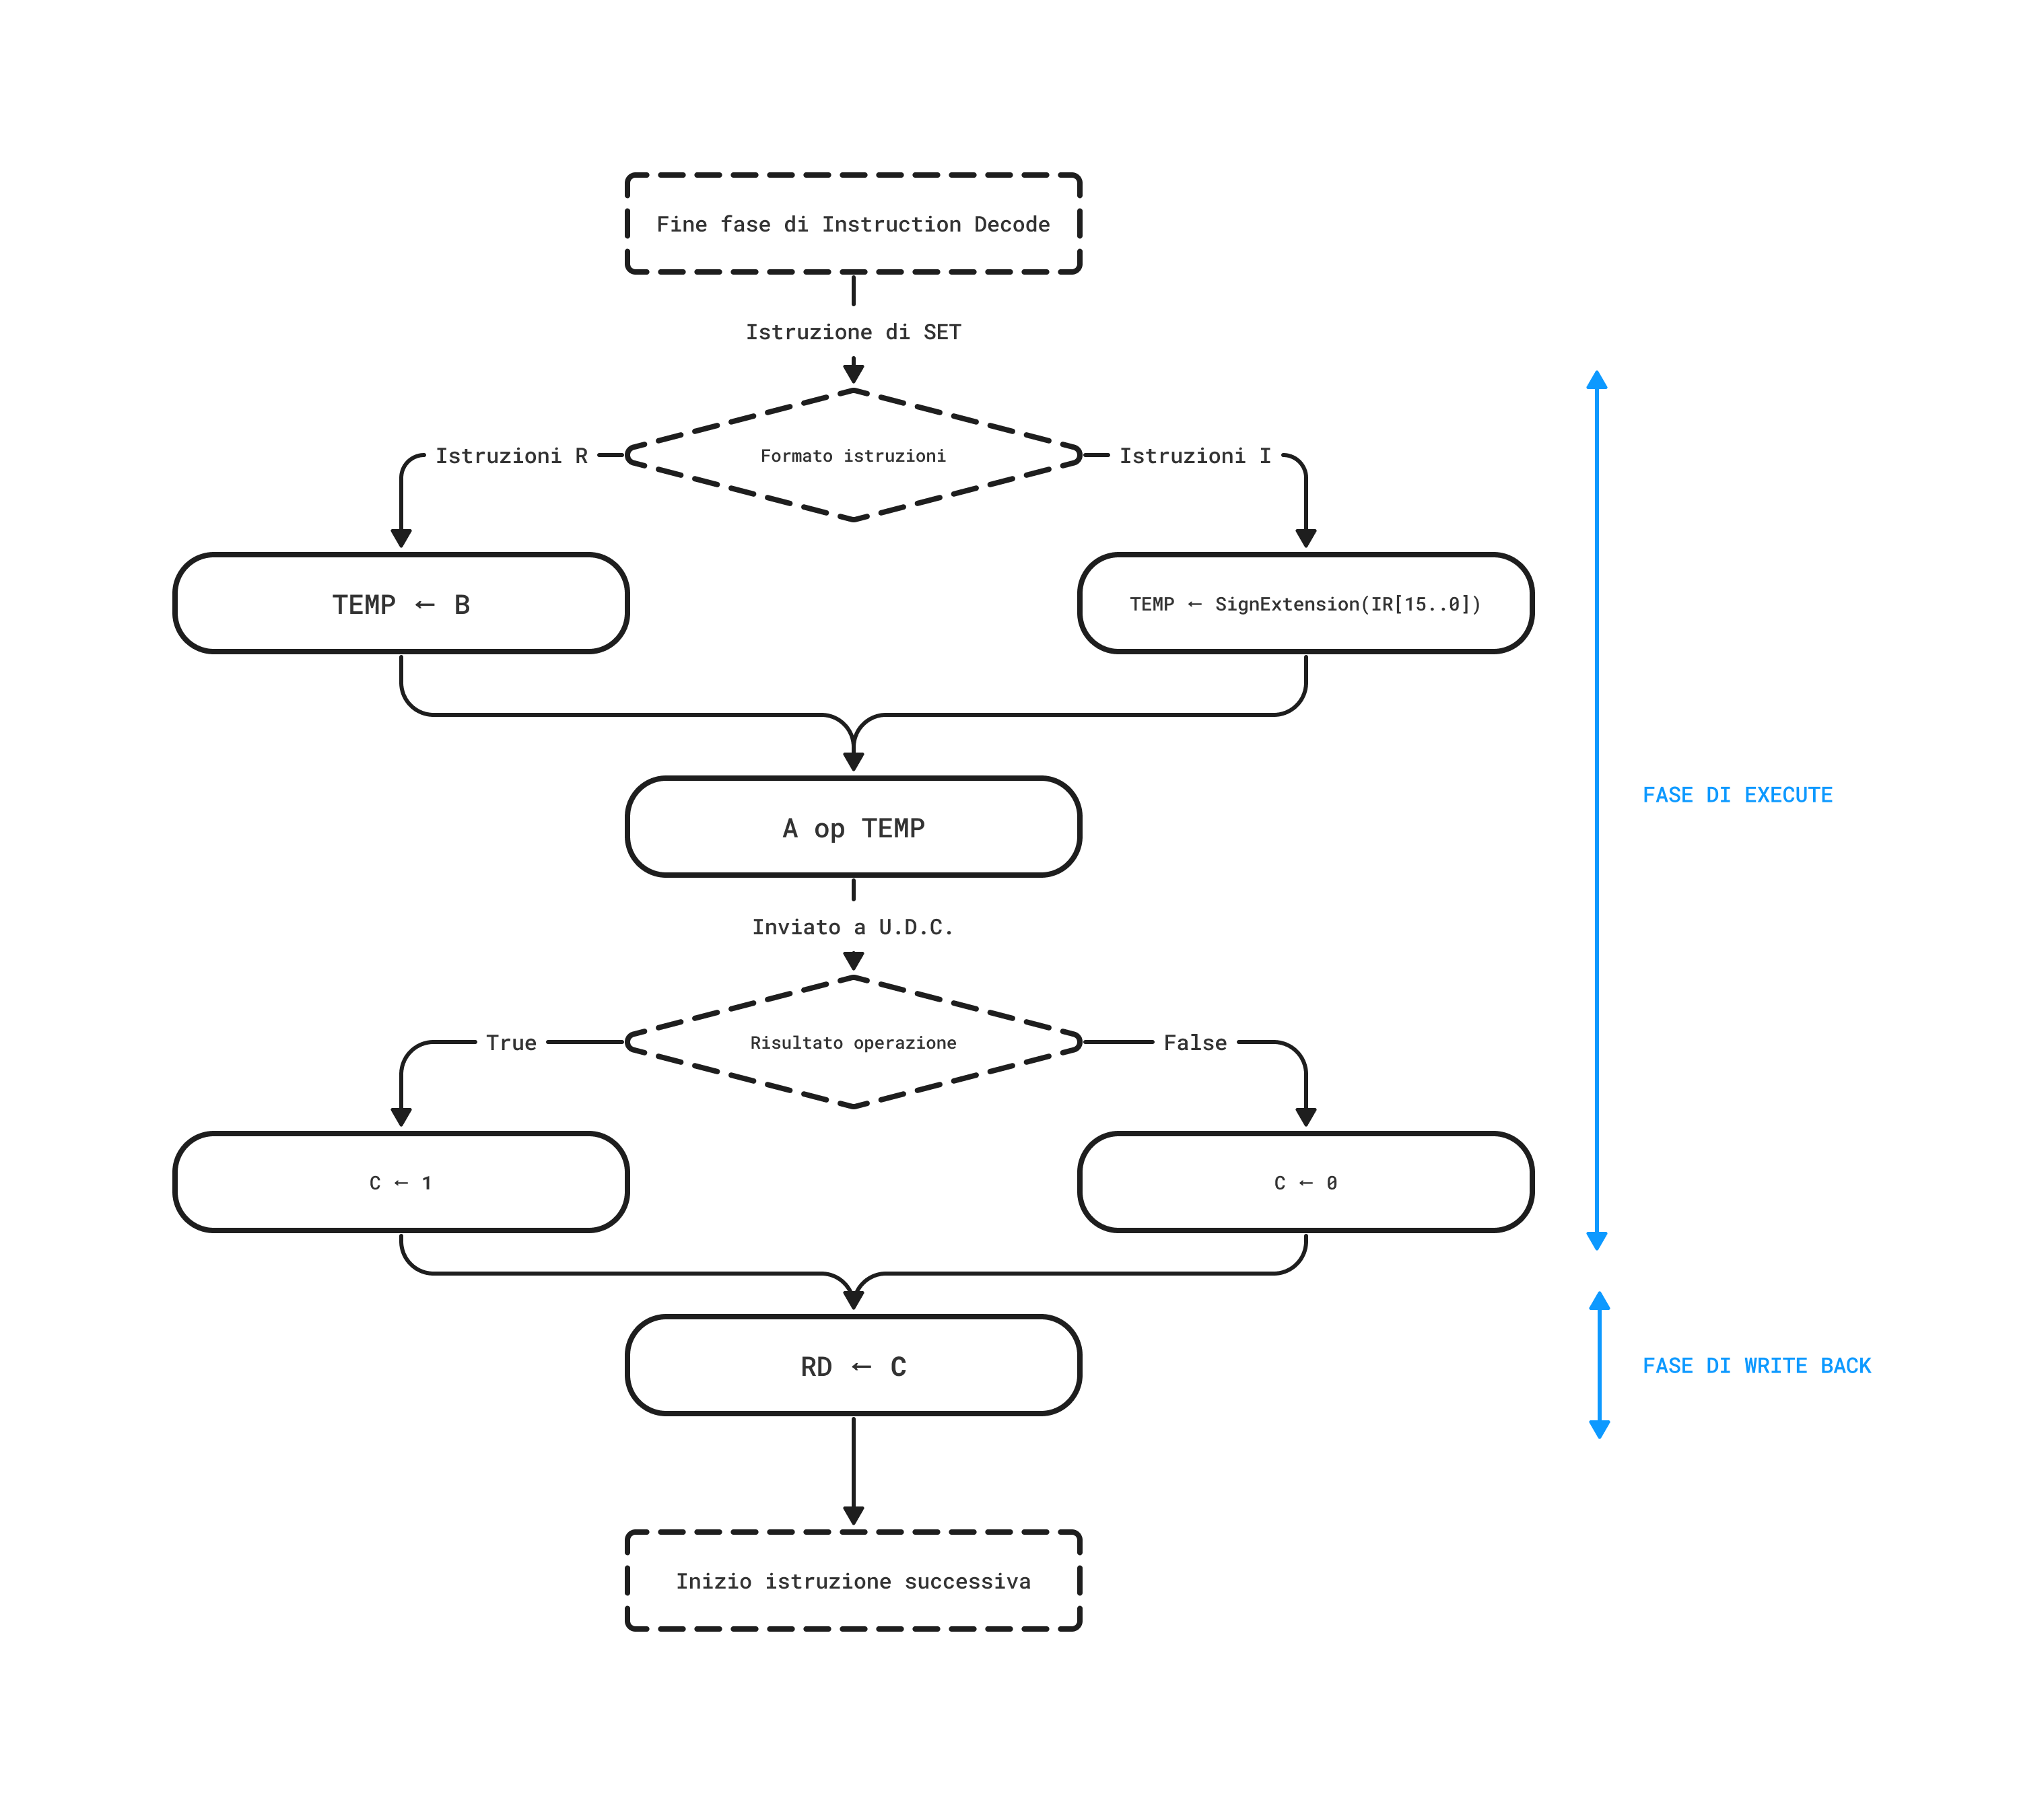 Fine fase di Instruction Decode
Istruzione di SET
Formato istruzioni
Istruzioni R
Istruzioni I
TEMP ← B
TEMP ← SignExtension(IR[15..0])
A op TEMP
FASE DI EXECUTE
Inviato a U.D.C.
Risultato operazione
True
False
C ← 1
C ← 0
RD ← C
FASE DI WRITE BACK
Inizio istruzione successiva